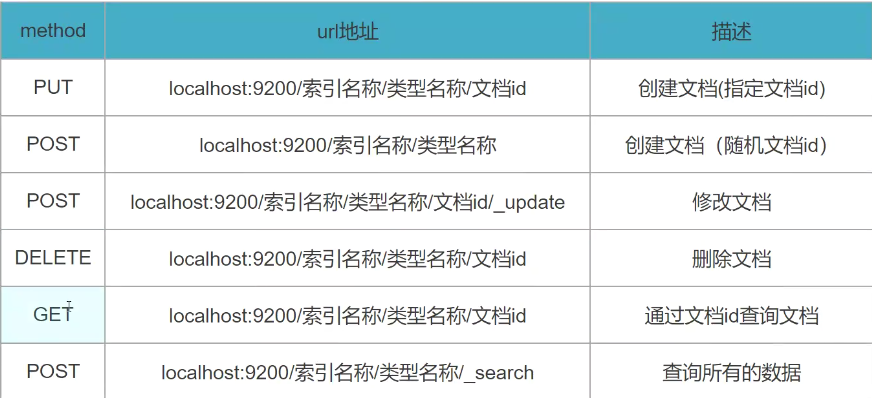 method url地址 描述
PUT localhost:9200/索引名称/类型名称/文档id 创建文档(指定文档id)
POST localhost:9200/索引名称/类型名称 创建文档（随机文档id）
POST localhost:9200/索引名称/类型名称/文档id/_update 修改文档
DELETE localhost:9200/索引名称/类型名称/文档id 删除文档
GET localhost:9200/索引名称/类型名称/文档id 通过文档id查询文档
POST localhost:9200/索引名称/类型名称/_search 查询所有的数据